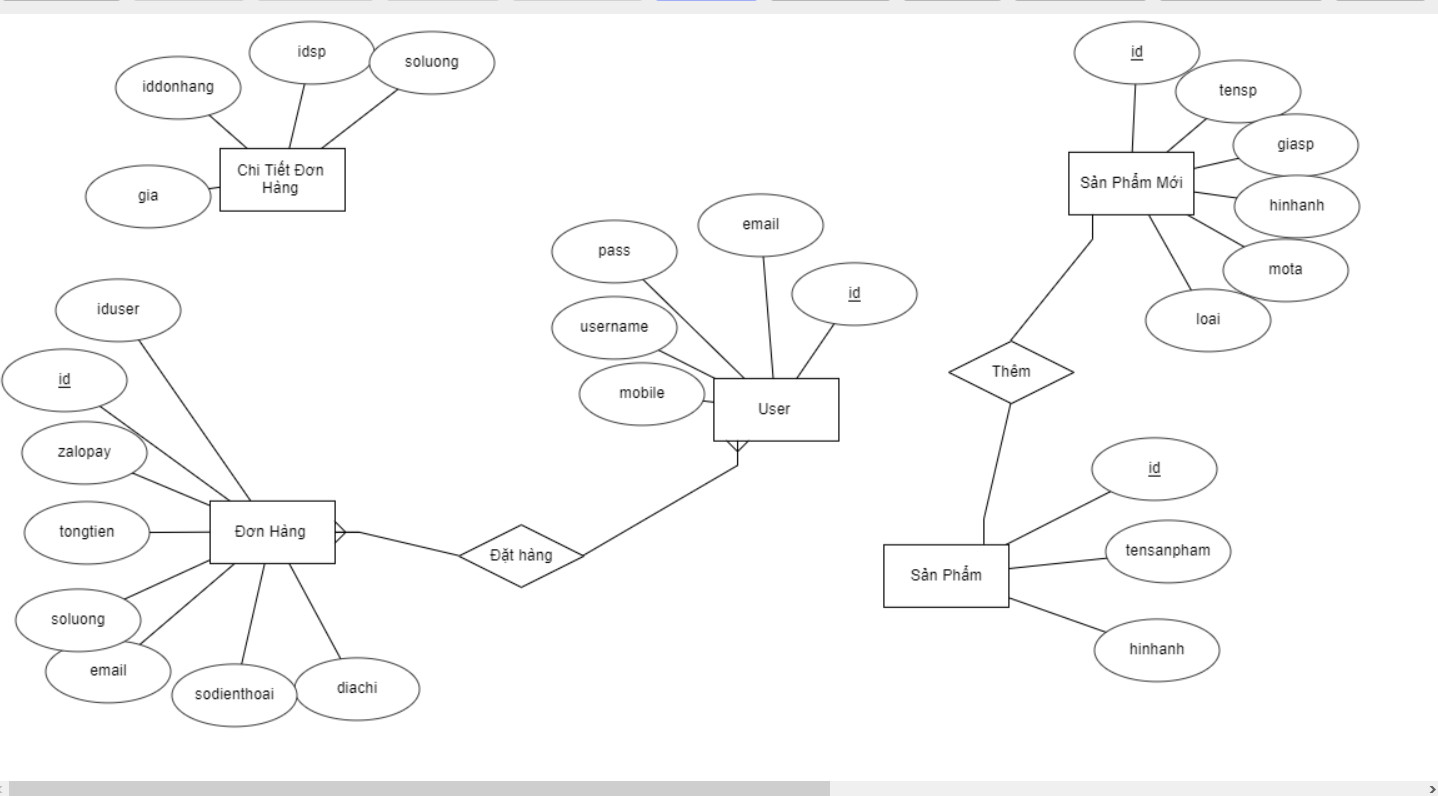 idsp
soluong
iddonhang
Chi Tiết Đơn
Hàng
gia
id
tensp
giasp
Sản Phẩm Mới
hinhanh
mota
loai
email
pass
id
username
mobile
User
iduser
id
zalopay
tongtien
Đơn Hàng
soluong
email
sodienthoai
diachi
Đặt hàng
Thêm
id
tensanpham
Sản Phẩm
hinhanh